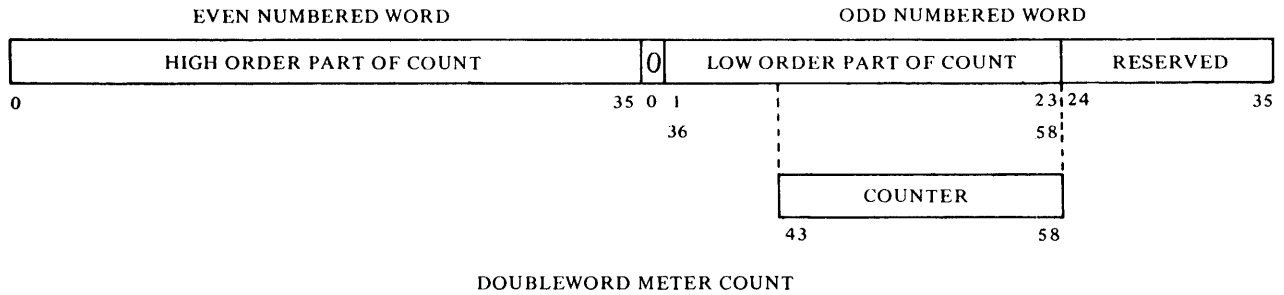 EVEN NUMBERED WORD ODD NUMBERED WORD
HIGH ORDER PART OF COUNT 0 LOW ORDER PART OF COUNT RESERVED
0 35 0 1 23 24 35
36 58
COUNTER
43 58
DOUBLEWORD METER COUNT